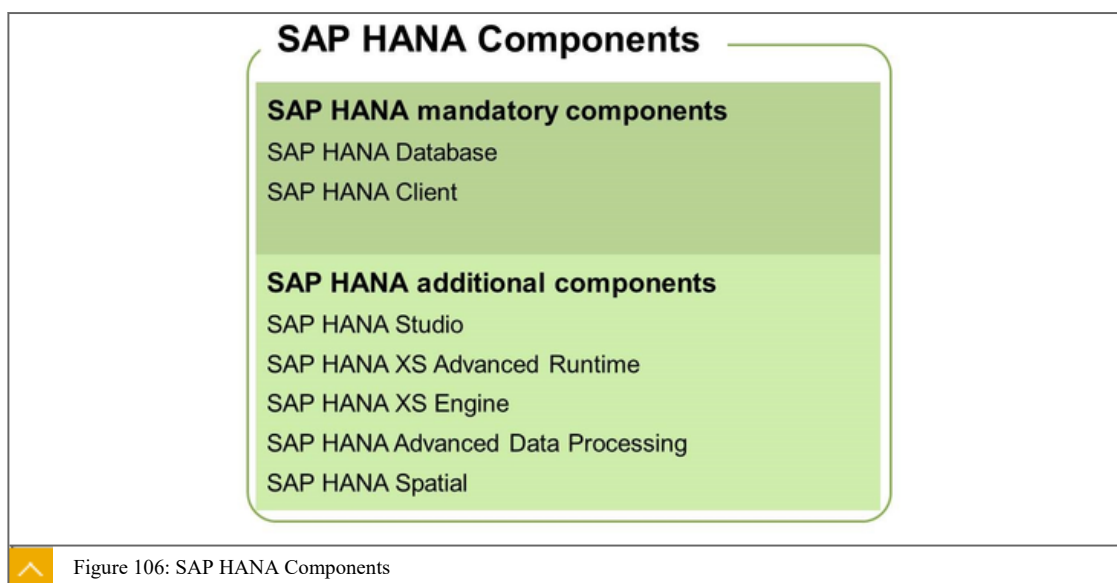 SAP HANA Components
SAP HANA mandatory components
SAP HANA Database
SAP HANA Client
SAP HANA additional components
SAP HANA Studio
SAP HANA XS Advanced Runtime
SAP HANA XS Engine
SAP HANA Advanced Data Processing
SAP HANA Spatial
Figure 106: SAP HANA Components